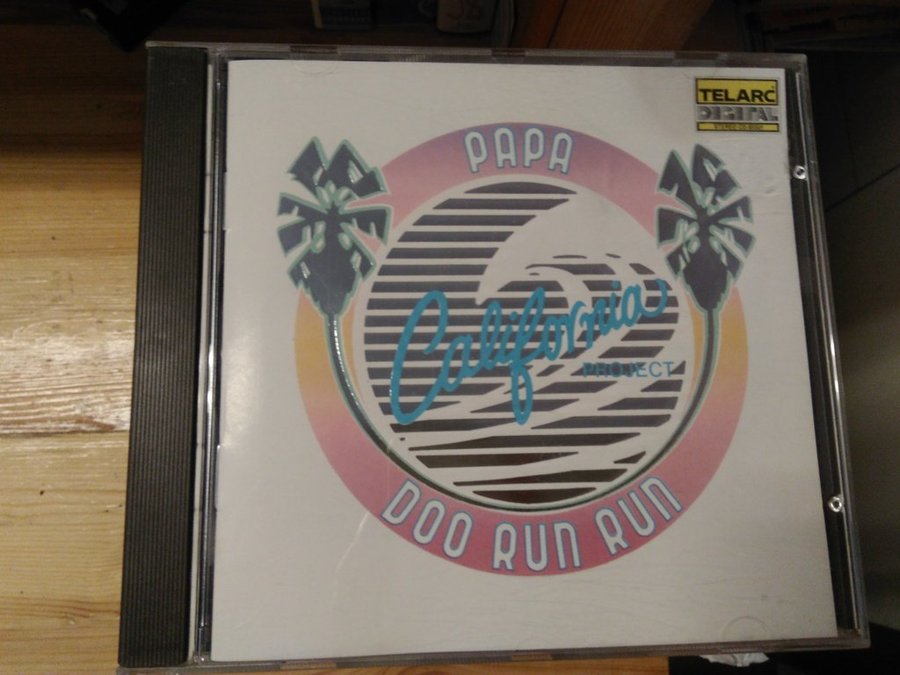 TELARC
DIGITAL
PAPA
California
PROJECT
DOO RUN RUN